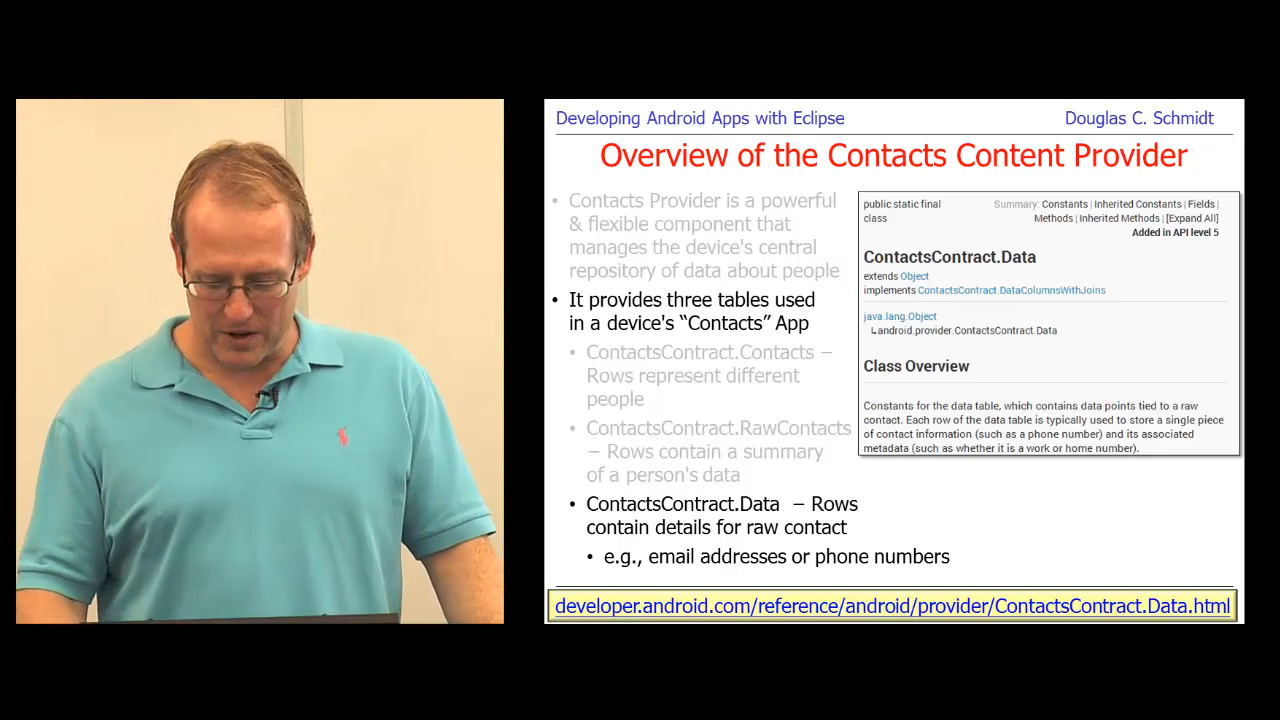 Developing Android Apps with Eclipse
Douglas C. Schmidt
Overview of the Contacts Content Provider
• Contacts Provider is a powerful
& flexible component that
manages the device's central
repository of data about people
• It provides three tables used
in a device's “Contacts” App
• ContactsContract.Contacts –
Rows represent different
people
• ContactsContract.RawContacts
– Rows contain a summary
of a person's data
• ContactsContract.Data – Rows
contain details for raw contact
• e.g., email addresses or phone numbers
public static final
class
Summary: Constants | Inherited Constants | Fields |
Methods | Inherited Methods | [Expand All]
Added in API level 5
ContactsContract.Data
extends Object
implements ContactsContract.DataColumnsWithJoins
java.lang.Object
↳android.provider.ContactsContract.Data
Class Overview
Constants for the data table, which contains data points tied to a raw
contact. Each row of the data table is typically used to store a single piece
of contact information (such as a phone number) and its associated
metadata (such as whether it is a work or home number).
developer.android.com/reference/android/provider/ContactsContract.Data.html